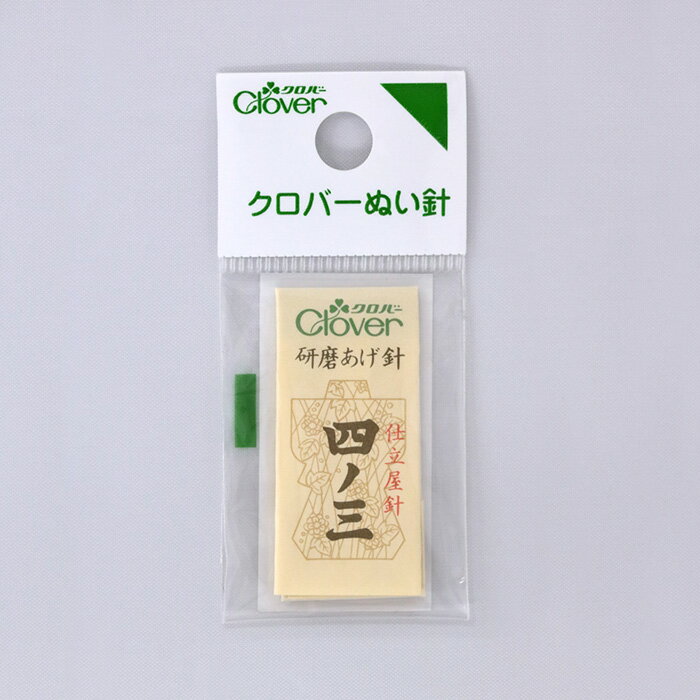 クロバー
Clover
クロバーぬい針
クロバー
Clover
研磨あげ針
四ノ三
仕立屋針